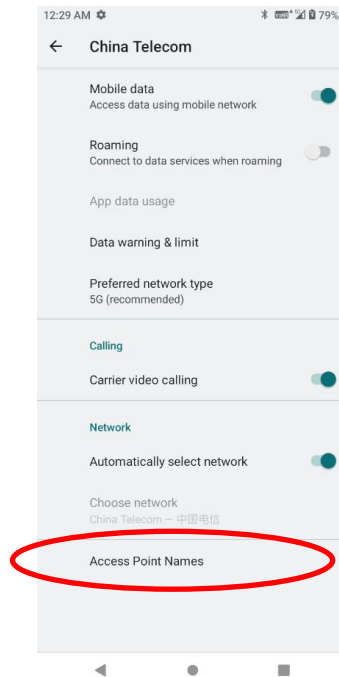 12:29 AM 79%
China Telecom
Mobile data
Access data using mobile network
Roaming
Connect to data services when roaming
App data usage
Data warning & limit
Preferred network type
5G (recommended)
Calling
Carrier video calling
Network
Automatically select network
Choose network
China Telecom — 中国电信
Access Point Names